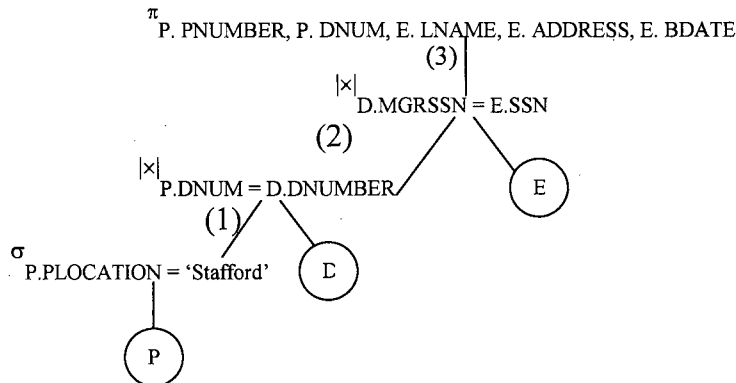 π P. PNUMBER, P. DNUM, E. LNAME, E. ADDRESS, E. BDATE
(3)
|×| D.MGRSSN = E.SSN
(2)
|×| P.DNUM = D.DNUMBER
E
(1)
σ P.PLOCATION = ‘Stafford’
D
P